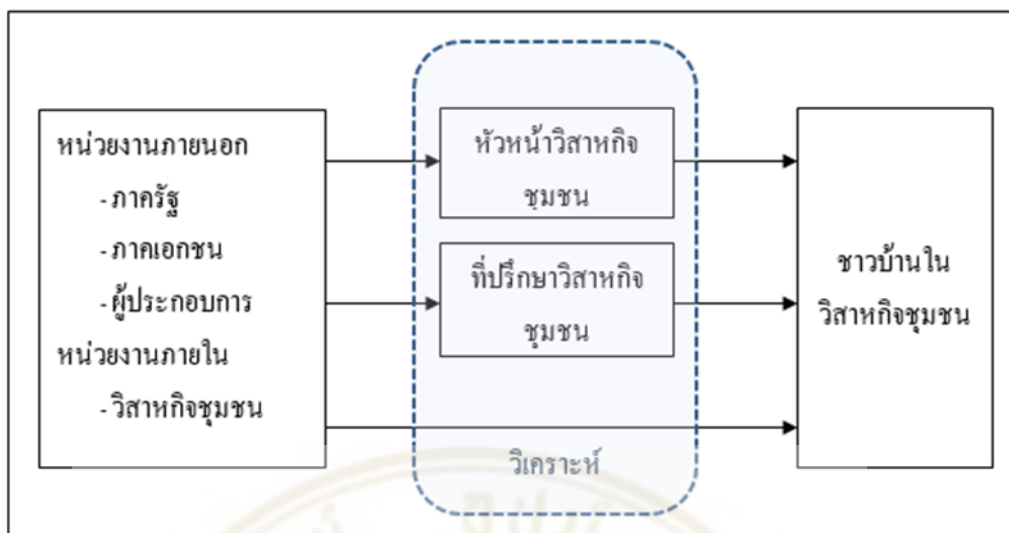 หน่วยงานภายนอก
- ภาครัฐ
- ภาคเอกชน
- ผู้ประกอบการ
หน่วยงานภายใน
- วิสาหกิจชุมชน
หัวหน้าวิสาหกิจ
ชุมชน
ที่ปรึกษาวิสาหกิจ
ชุมชน
วิเคราะห์
ชาวบ้านใน
วิสาหกิจชุมชน